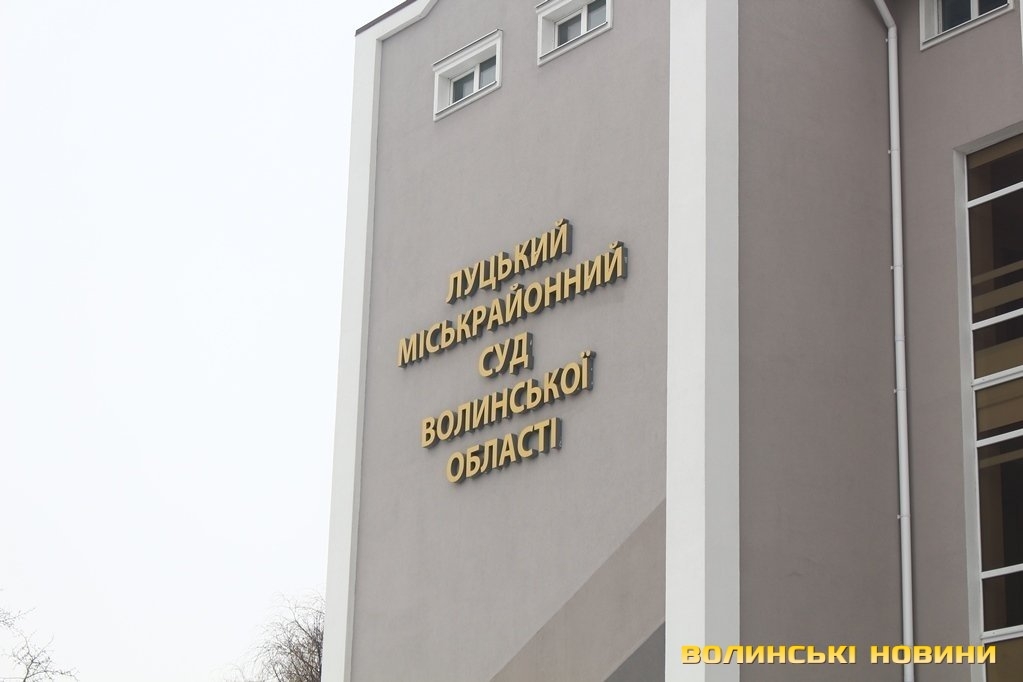 ЛУЦЬКИЙ
МІСЬКРАЙОННИЙ
СУД
ВОЛИНСЬКОЇ
ОБЛАСТІ
ВОЛИНСЬКІ НОВИНИ